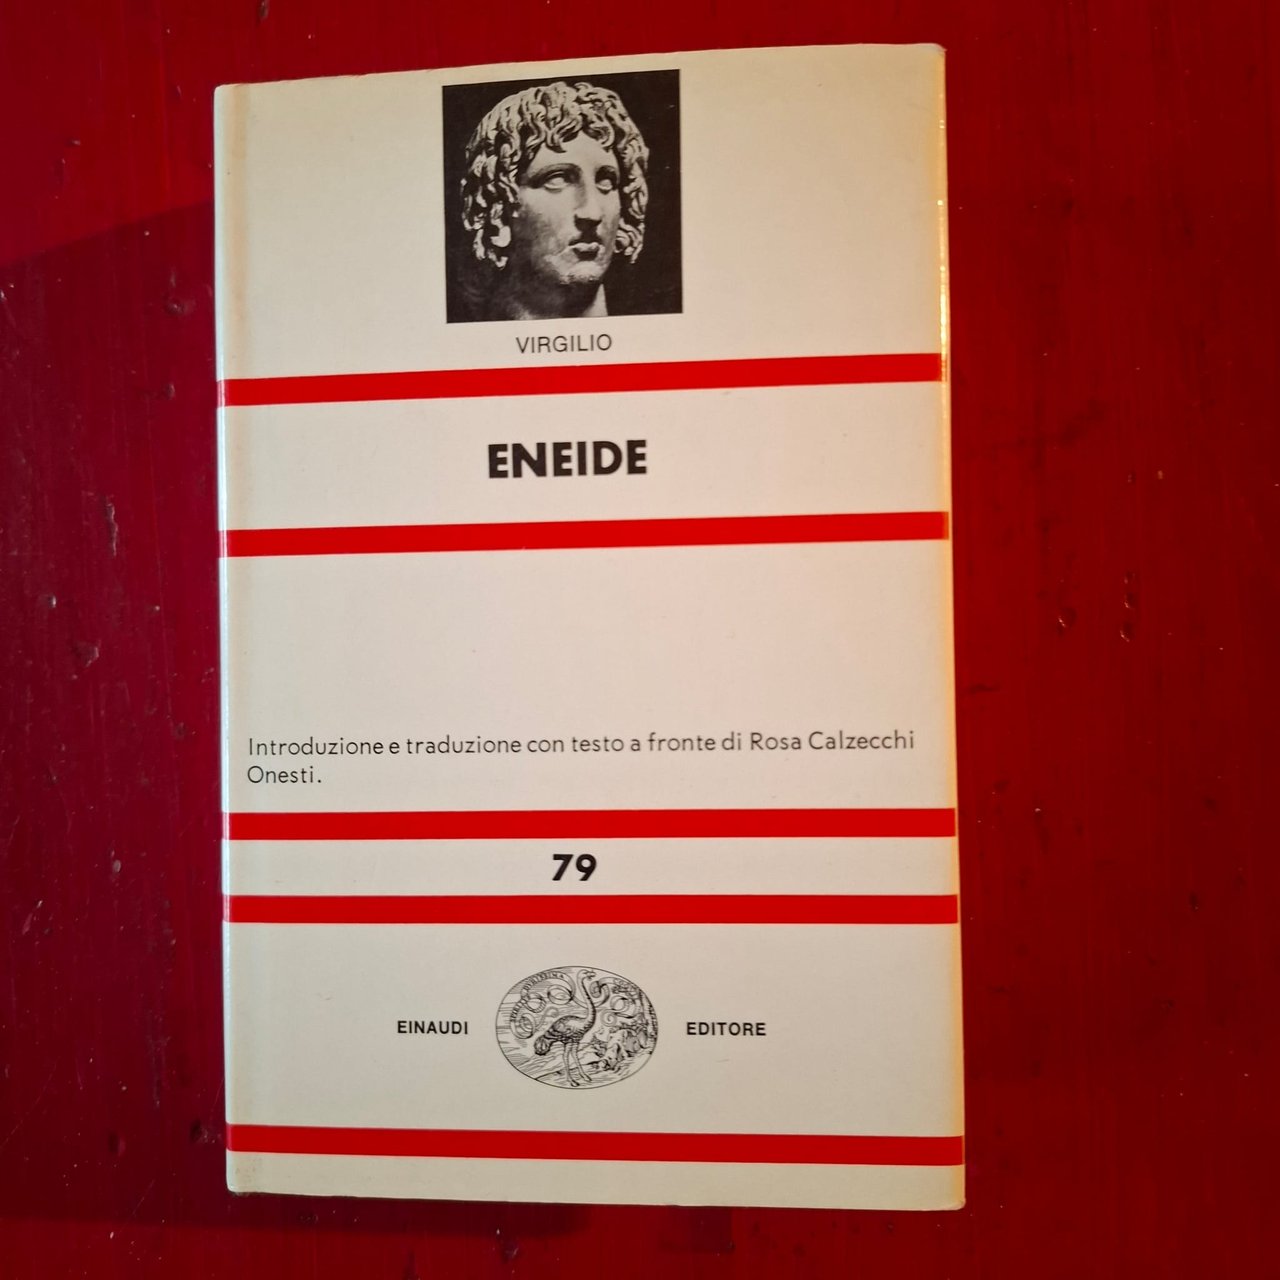 VIRGILIO
ENEIDE
Introduzione e traduzione con testo a fronte di Rosa Calzecchi
Onesti.
79
EINAUDI EDITORE